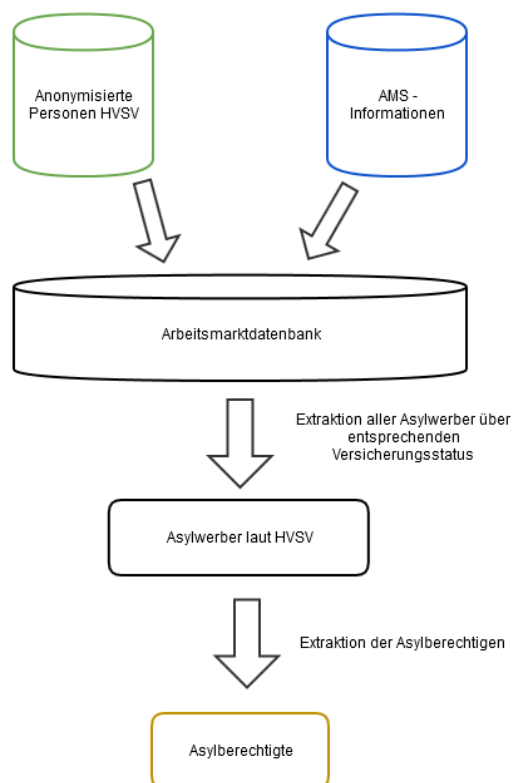 Anonymisierte
Personen HVSV
AMS -
Informationen
Arbeitsmarktdatenbank
Extraktion aller Asylwerber über
entsprechenden
Versicherungsstatus
Asylwerber laut HVSV
Extraktion der Asylberechtigen
Asylberechtigte